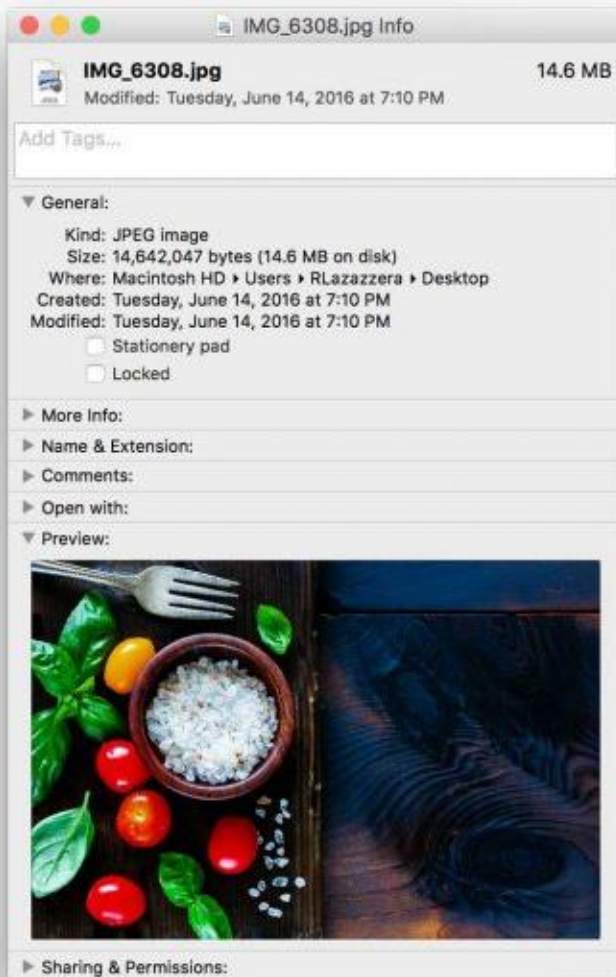 IMG_6308.jpg Info
IMG_6308.jpg 14.6 MB
Modified: Tuesday, June 14, 2016 at 7:10 PM
Add Tags...
General:
Kind: JPEG image
Size: 14,642,047 bytes (14.6 MB on disk)
Where: Macintosh HD ▸ Users ▸ RLazazzera ▸ Desktop
Created: Tuesday, June 14, 2016 at 7:10 PM
Modified: Tuesday, June 14, 2016 at 7:10 PM
Stationery pad
Locked
More Info:
Name & Extension:
Comments:
Open with:
Preview:
Sharing & Permissions: